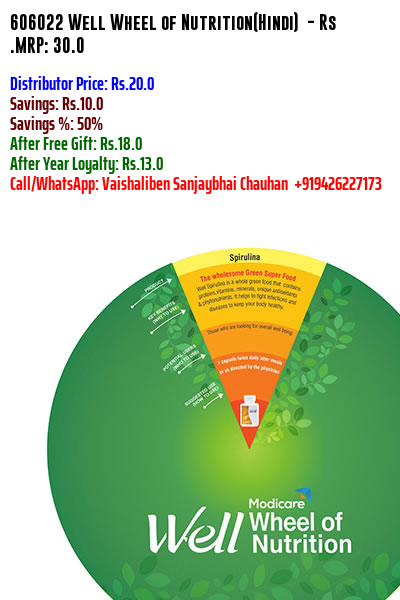 606022 Well Wheel of Nutrition(Hindi) - Rs
.MRP: 30.0
Distributor Price: Rs.20.0
Savings: Rs.10.0
Savings %: 50%
After Free Gift: Rs.18.0
After Year Loyalty: Rs.13.0
Call/WhatsApp: Vaishaliben Sanjaybhai Chauhan +919426227173
Spirulina
PRODUCT
The wholesome Green Super Food
Well Spirulina is a whole green food that contains
proteins, vitamins, minerals, unique antioxidants
& phytonutrients. It helps to fight infections and
diseases to keep your body healthy.
KEY BENEFITS
(WHY TO USE)
Those who are looking for overall well being
POTENTIAL USERS
(WHO TO USE)
1 capsule twice daily after meals
or as directed by the physician
SUGGESTED USE
(HOW TO USE)
Modicare
Well Wheel of
Nutrition